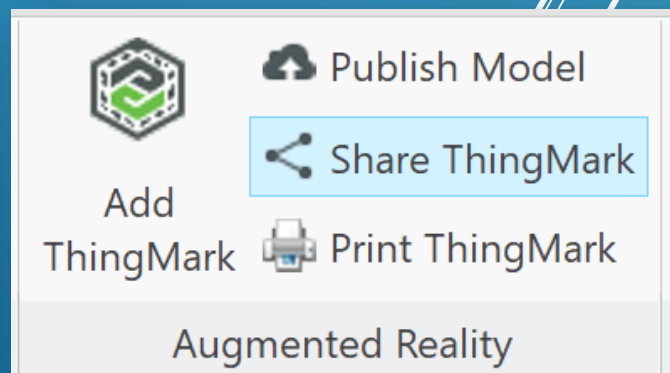 Add
ThingMark
Publish Model
Share ThingMark
Print ThingMark
Augmented Reality